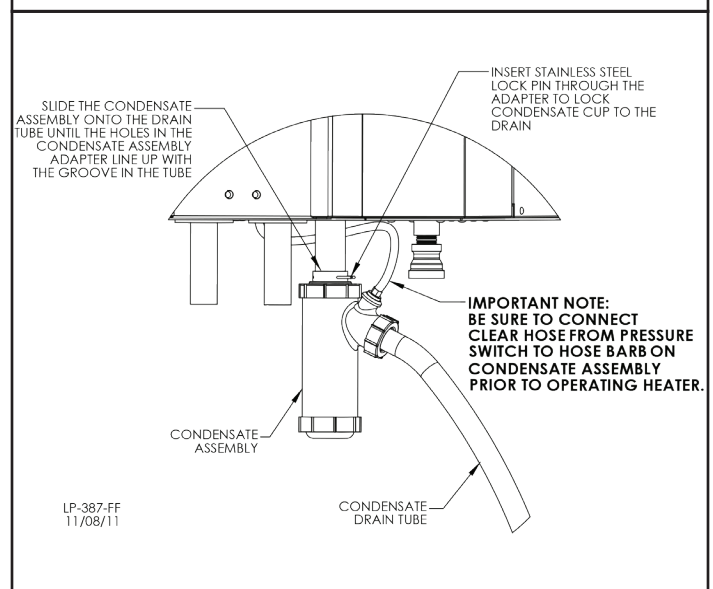 INSERT STAINLESS STEEL
LOCK PIN THROUGH THE
ADAPTER TO LOCK
CONDENSATE CUP TO THE
DRAIN
SLIDE THE CONDENSATE
ASSEMBLY ONTO THE DRAIN
TUBE UNTIL THE HOLES IN THE
CONDENSATE ASSEMBLY
ADAPTER LINE UP WITH
THE GROOVE IN THE TUBE
IMPORTANT NOTE:
BE SURE TO CONNECT
CLEAR HOSE FROM PRESSURE
SWITCH TO HOSE BARB ON
CONDENSATE ASSEMBLY
PRIOR TO OPERATING HEATER.
CONDENSATE
ASSEMBLY
CONDENSATE
DRAIN TUBE
LP-387-FF
11/08/11